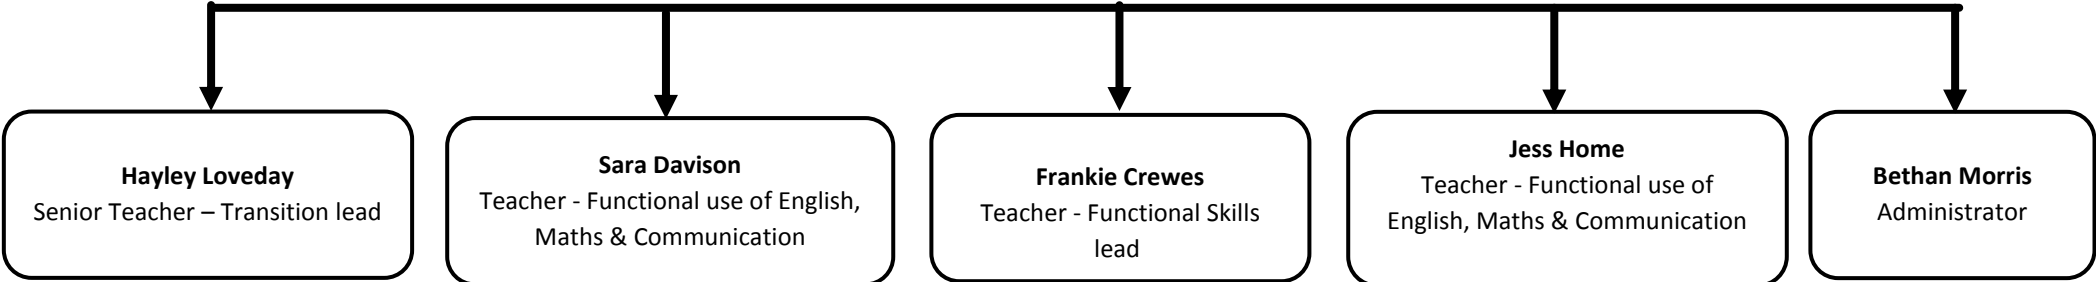 Hayley Loveday
Senior Teacher – Transition lead
Sara Davison
Teacher - Functional use of English,
Maths & Communication
Frankie Crewes
Teacher - Functional Skills
lead
Jess Home
Teacher - Functional use of
English, Maths & Communication
Bethan Morris
Administrator